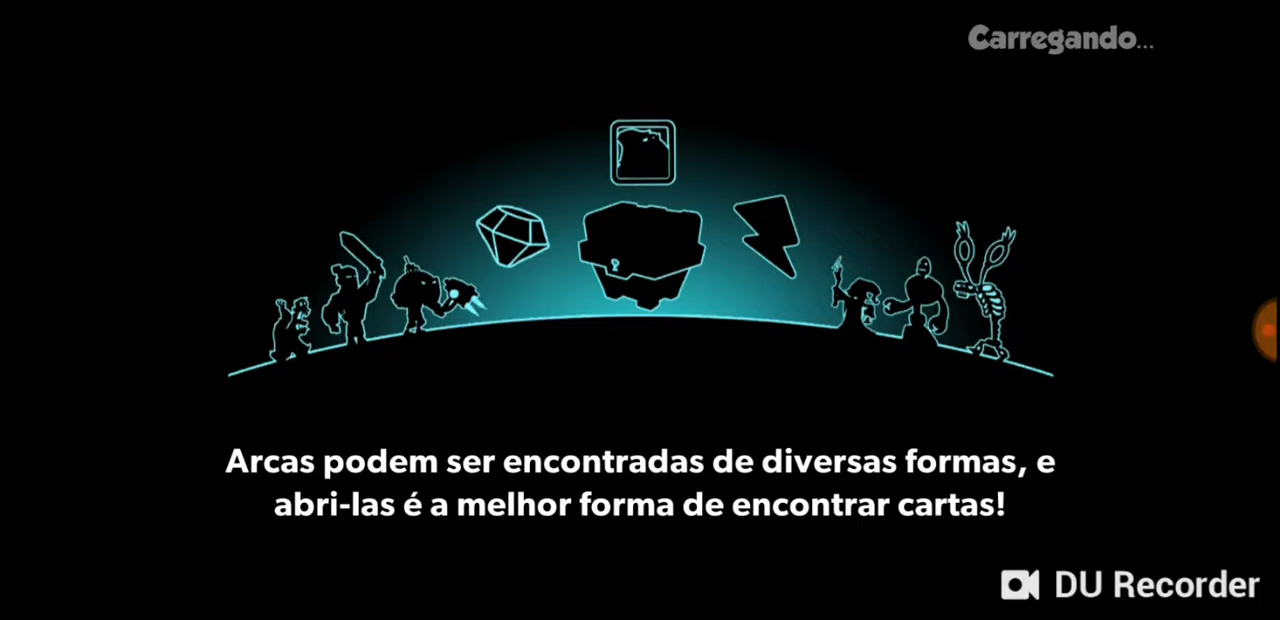 Carregando...
Arcas podem ser encontradas de diversas formas, e
abri-las é a melhor forma de encontrar cartas!
DU Recorder